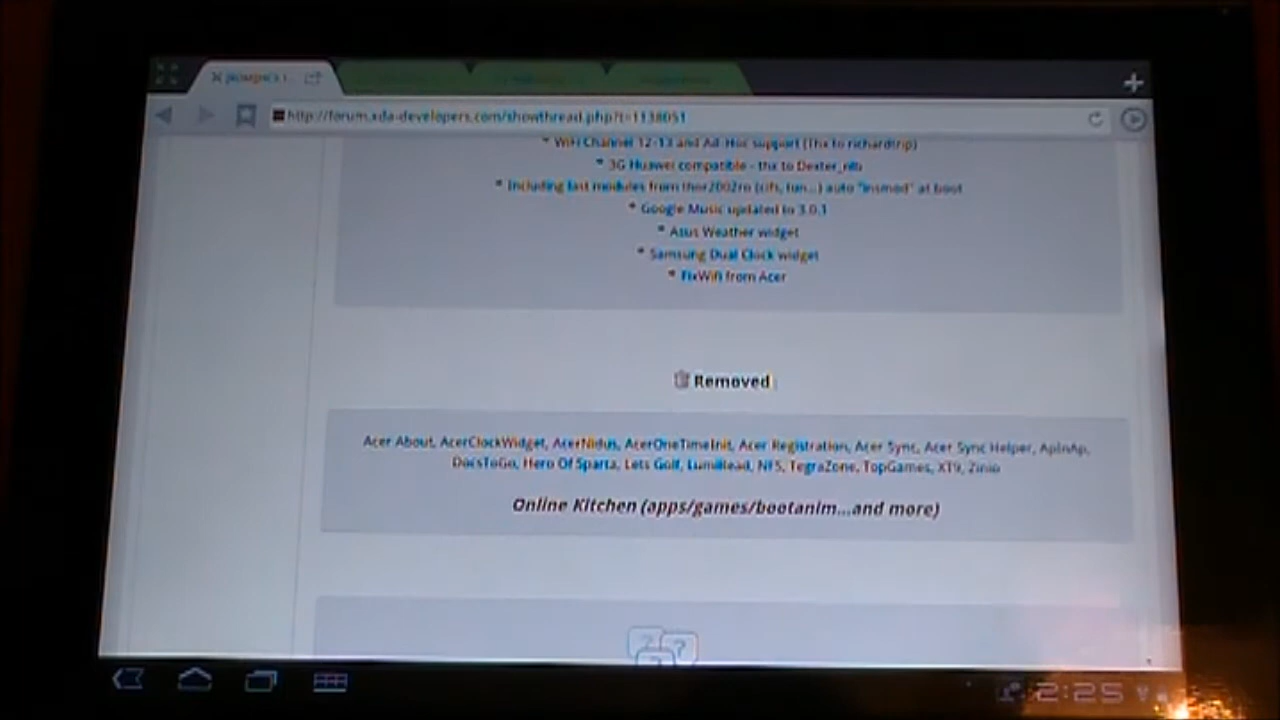 http://forum.xda-developers.com/showthread.php?t=1138051
* WiFi Channel 12-13 and Ad-Hoc support (Thx to richardtrip)
* 3G Huawei compatible - thx to Dexter_nlb
* Including last modules from thor2002ro (cifs, tun...) auto "insmod" at boot
* Google Music updated to 3.0.1
* Asus Weather widget
* Samsung Dual Clock widget
* FixWifi from Acer
Removed
Acer About, AcerClockWidget, AcerNidus, AcerOneTimeInit, Acer Registration, Acer Sync, Acer Sync Helper, ApInAp,
DocsToGo, Hero Of Sparta, Lets Golf, LumiRead, NFS, TegraZone, TopGames, XT9, Zinio
Online Kitchen (apps/games/bootanim...and more)
2:25